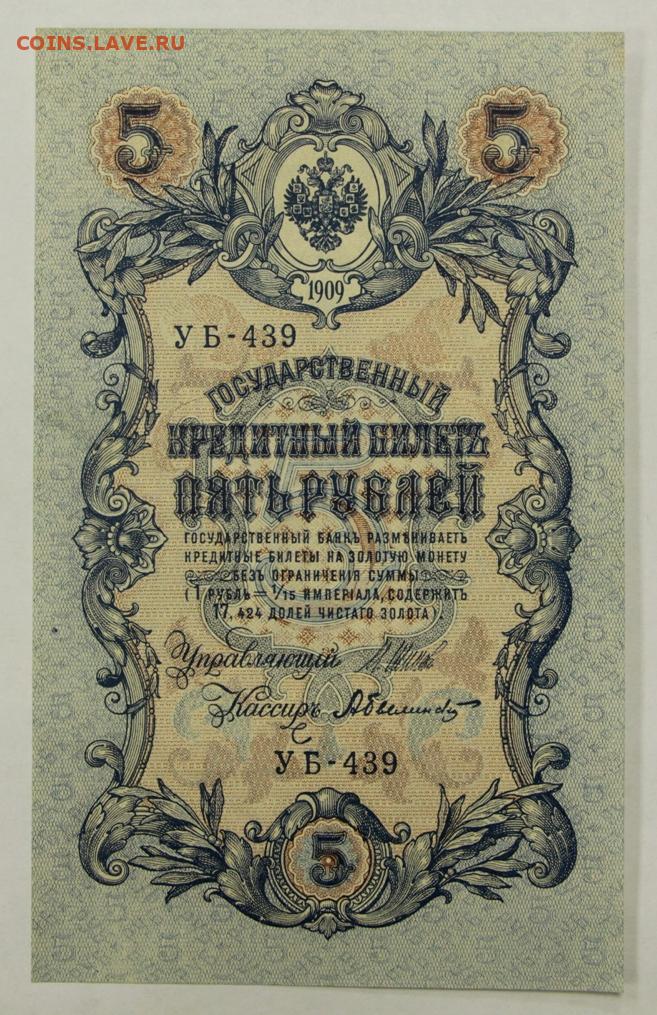 COINS.LAVE.RU
5 5
1909
УБ-439
ГОСУДАРСТВЕННЫЙ
КРЕДИТНЫЙ БИЛЕТЪ
ПЯТЬ РУБЛЕЙ
ГОСУДАРСТВЕННЫЙ БАНКЪ РАЗМѢНИВАЕТЪ
КРЕДИТНЫЕ БИЛЕТЫ НА ЗОЛОТУЮ МОНЕТУ
БЕЗЪ ОГРАНИЧЕНІЯ СУММЫ
(1 РУБЛЬ = 1/15 ИМПЕРІАЛА, СОДЕРЖИТЪ
17,424 ДОЛЕЙ ЧИСТАГО ЗОЛОТА).
Управляющій
Кассиръ
УБ-439
5